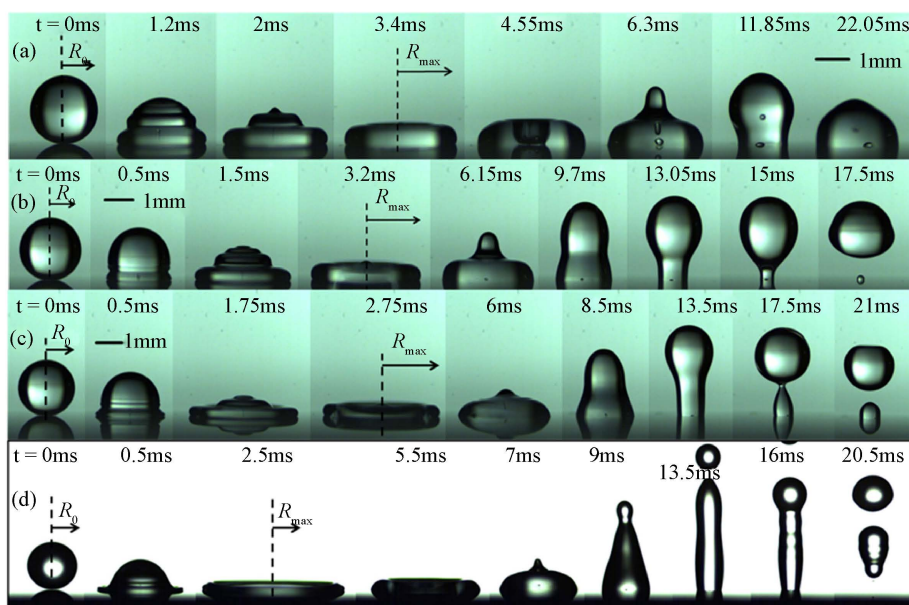 t = 0ms 1.2ms 2ms 3.4ms 4.55ms 6.3ms 11.85ms 22.05ms
(a) R0 Rmax 1mm
t = 0ms 0.5ms 1.5ms 3.2ms 6.15ms 9.7ms 13.05ms 15ms 17.5ms
(b) R0 1mm Rmax
t = 0ms 0.5ms 1.75ms 2.75ms 6ms 8.5ms 13.5ms 17.5ms 21ms
(c) R0 1mm Rmax
t = 0ms 0.5ms 2.5ms 5.5ms 7ms 9ms 13.5ms 16ms 20.5ms
(d) R0 Rmax